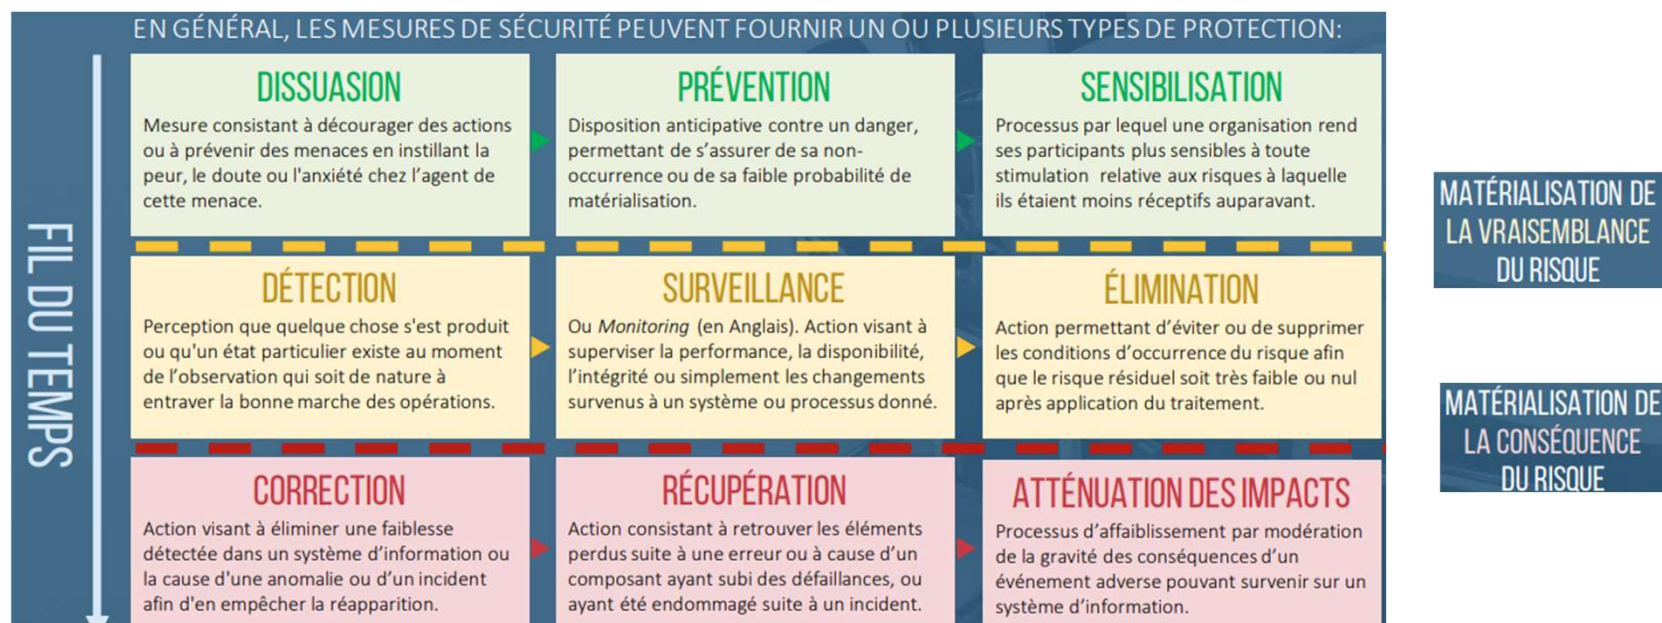 EN GÉNÉRAL, LES MESURES DE SÉCURITÉ PEUVENT FOURNIR UN OU PLUSIEURS TYPES DE PROTECTION:
FIL DU TEMPS
DISSUASION
Mesure consistant à décourager des actions
ou à prévenir des menaces en instillant la
peur, le doute ou l'anxiété chez l’agent de
cette menace.
PRÉVENTION
Disposition anticipative contre un danger,
permettant de s’assurer de sa non-
occurrence ou de sa faible probabilité de
matérialisation.
SENSIBILISATION
Processus par lequel une organisation rend
ses participants plus sensibles à toute
stimulation relative aux risques à laquelle
ils étaient moins réceptifs auparavant.
MATÉRIALISATION DE
LA VRAISEMBLANCE
DU RISQUE
DÉTECTION
Perception que quelque chose s'est produit
ou qu'un état particulier existe au moment
de l’observation qui soit de nature à
entraver la bonne marche des opérations.
SURVEILLANCE
Ou Monitoring (en Anglais). Action visant à
superviser la performance, la disponibilité,
l’intégrité ou simplement les changements
survenus à un système ou processus donné.
ÉLIMINATION
Action permettant d’éviter ou de supprimer
les conditions d’occurrence du risque afin
que le risque résiduel soit très faible ou nul
après application du traitement.
MATÉRIALISATION DE
LA CONSÉQUENCE
DU RISQUE
CORRECTION
Action visant à éliminer une faiblesse
détectée dans un système d’information ou
la cause d'une anomalie ou d’un incident
afin d'en empêcher la réapparition.
RÉCUPÉRATION
Action consistant à retrouver les éléments
perdus suite à une erreur ou à cause d’un
composant ayant subi des défaillances, ou
ayant été endommagé suite à un incident.
ATTÉNUATION DES IMPACTS
Processus d’affaiblissement par modération
de la gravité des conséquences d’un
événement adverse pouvant survenir sur un
système d’information.